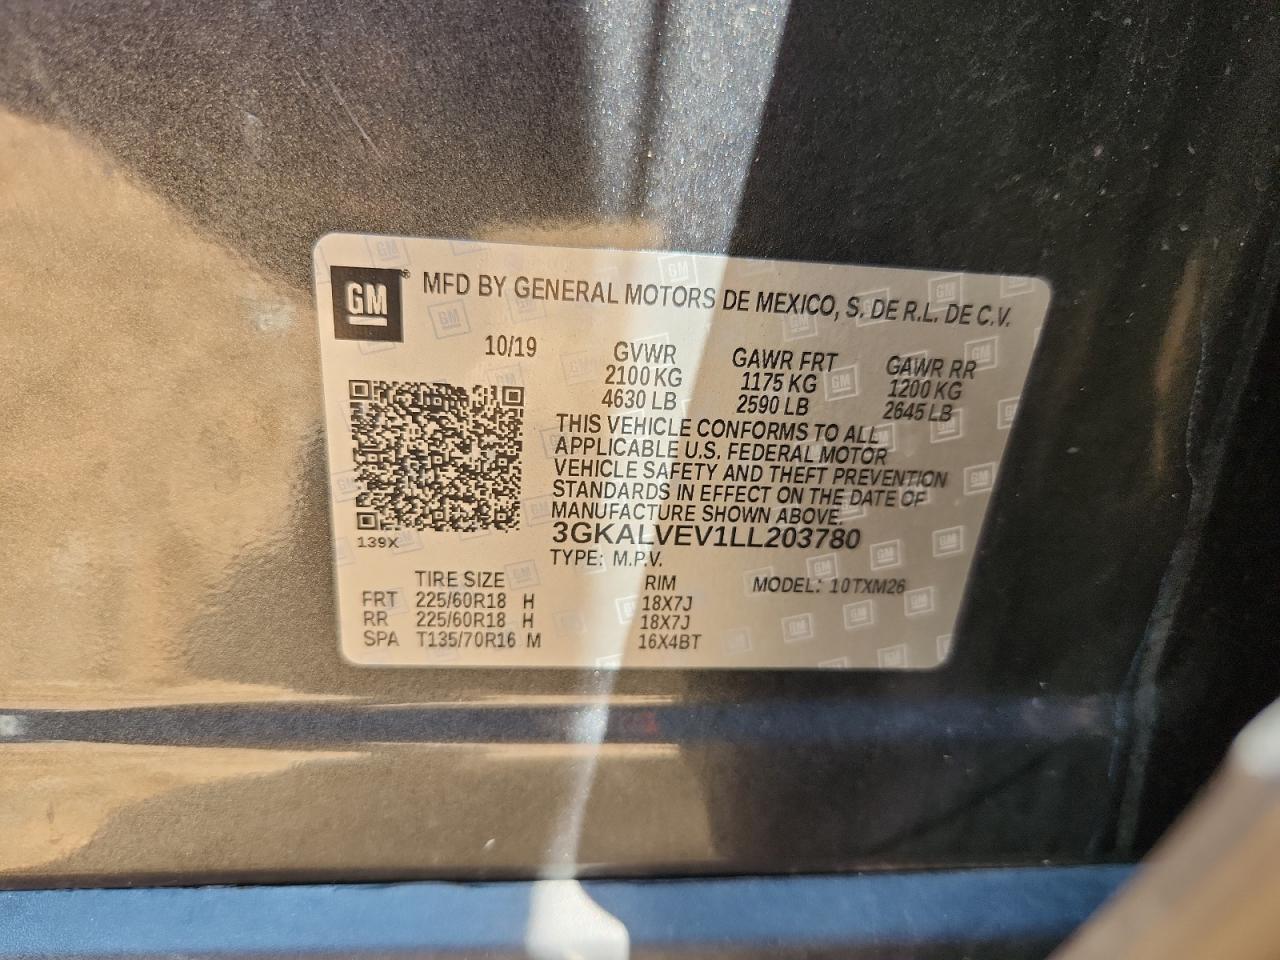 GM
MFD BY GENERAL MOTORS DE MEXICO, S. DE R.L. DE C.V.
10/19
GVWR GAWR FRT GAWR RR
2100 KG 1175 KG 1200 KG
4630 LB 2590 LB 2645 LB
THIS VEHICLE CONFORMS TO ALL
APPLICABLE U.S. FEDERAL MOTOR
VEHICLE SAFETY AND THEFT PREVENTION
STANDARDS IN EFFECT ON THE DATE OF
MANUFACTURE SHOWN ABOVE.
139X
3GKALVEV1LL203780
TYPE: M.P.V.
TIRE SIZE RIM MODEL: 10TXM26
FRT 225/60R18 H 18X7J
RR 225/60R18 H 18X7J
SPA T135/70R16 M 16X4BT